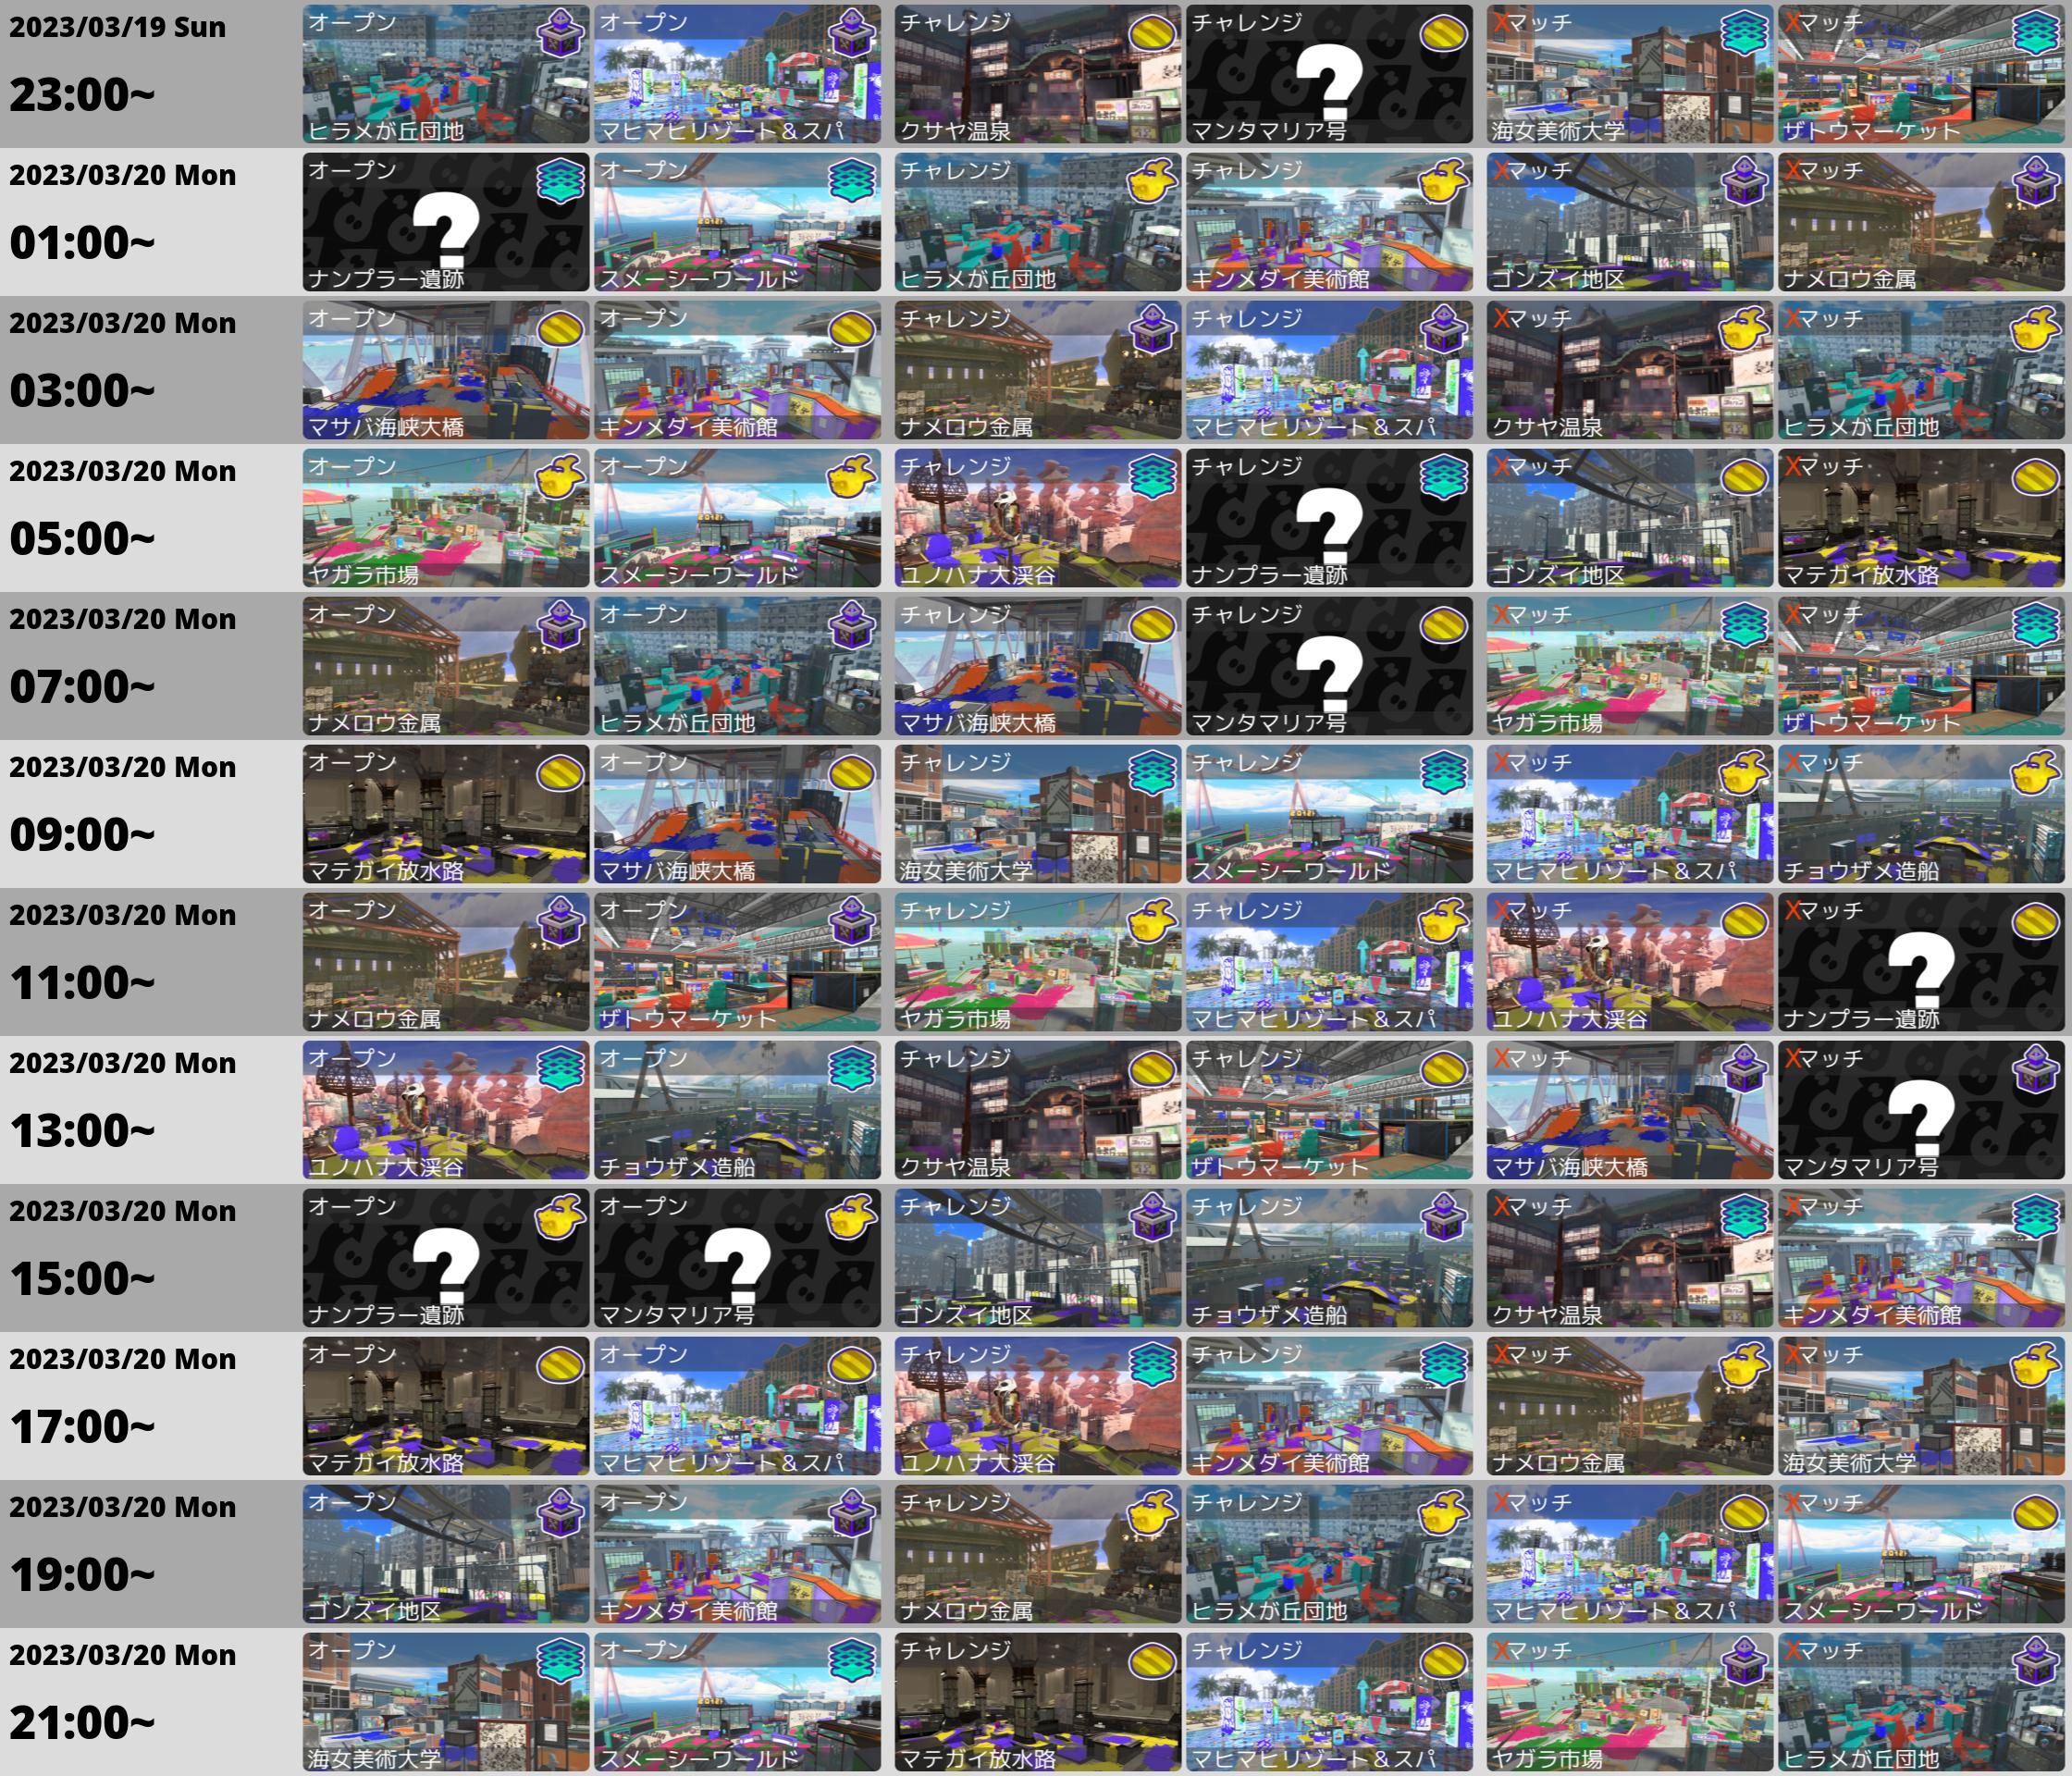 2023/03/19 Sun
23:00~
オープン
ヒラメが丘団地
オープン
マヒマヒリゾート＆スパ
チャレンジ
クサヤ温泉
チャレンジ
?
マンタマリア号
Xマッチ
海女美術大学
Xマッチ
ザトウマーケット
2023/03/20 Mon
01:00~
オープン
?
ナンプラー遺跡
オープン
スメーシーワールド
チャレンジ
ヒラメが丘団地
チャレンジ
キンメダイ美術館
Xマッチ
ゴンズイ地区
Xマッチ
ナメロウ金属
2023/03/20 Mon
03:00~
オープン
マサバ海峡大橋
オープン
キンメダイ美術館
チャレンジ
ナメロウ金属
チャレンジ
マヒマヒリゾート＆スパ
Xマッチ
クサヤ温泉
Xマッチ
ヒラメが丘団地
2023/03/20 Mon
05:00~
オープン
ヤガラ市場
オープン
スメーシーワールド
チャレンジ
ユノハナ大渓谷
チャレンジ
?
ナンプラー遺跡
Xマッチ
ゴンズイ地区
Xマッチ
マテガイ放水路
2023/03/20 Mon
07:00~
オープン
ナメロウ金属
オープン
ヒラメが丘団地
チャレンジ
マサバ海峡大橋
チャレンジ
?
マンタマリア号
Xマッチ
ヤガラ市場
Xマッチ
ザトウマーケット
2023/03/20 Mon
09:00~
オープン
マテガイ放水路
オープン
マサバ海峡大橋
チャレンジ
海女美術大学
チャレンジ
スメーシーワールド
Xマッチ
マヒマヒリゾート＆スパ
Xマッチ
チョウザメ造船
2023/03/20 Mon
11:00~
オープン
ナメロウ金属
オープン
ザトウマーケット
チャレンジ
ヤガラ市場
チャレンジ
マヒマヒリゾート＆スパ
Xマッチ
ユノハナ大渓谷
Xマッチ
?
ナンプラー遺跡
2023/03/20 Mon
13:00~
オープン
ユノハナ大渓谷
オープン
チョウザメ造船
チャレンジ
クサヤ温泉
チャレンジ
ザトウマーケット
Xマッチ
マサバ海峡大橋
Xマッチ
?
マンタマリア号
2023/03/20 Mon
15:00~
オープン
?
ナンプラー遺跡
オープン
?
マンタマリア号
チャレンジ
ゴンズイ地区
チャレンジ
チョウザメ造船
Xマッチ
クサヤ温泉
Xマッチ
キンメダイ美術館
2023/03/20 Mon
17:00~
オープン
マテガイ放水路
オープン
マヒマヒリゾート＆スパ
チャレンジ
ユノハナ大渓谷
チャレンジ
キンメダイ美術館
Xマッチ
ナメロウ金属
Xマッチ
海女美術大学
2023/03/20 Mon
19:00~
オープン
ゴンズイ地区
オープン
キンメダイ美術館
チャレンジ
ナメロウ金属
チャレンジ
ヒラメが丘団地
Xマッチ
マヒマヒリゾート＆スパ
Xマッチ
スメーシーワールド
2023/03/20 Mon
21:00~
オープン
海女美術大学
オープン
スメーシーワールド
チャレンジ
マテガイ放水路
チャレンジ
マヒマヒリゾート＆スパ
Xマッチ
ヤガラ市場
Xマッチ
ヒラメが丘団地